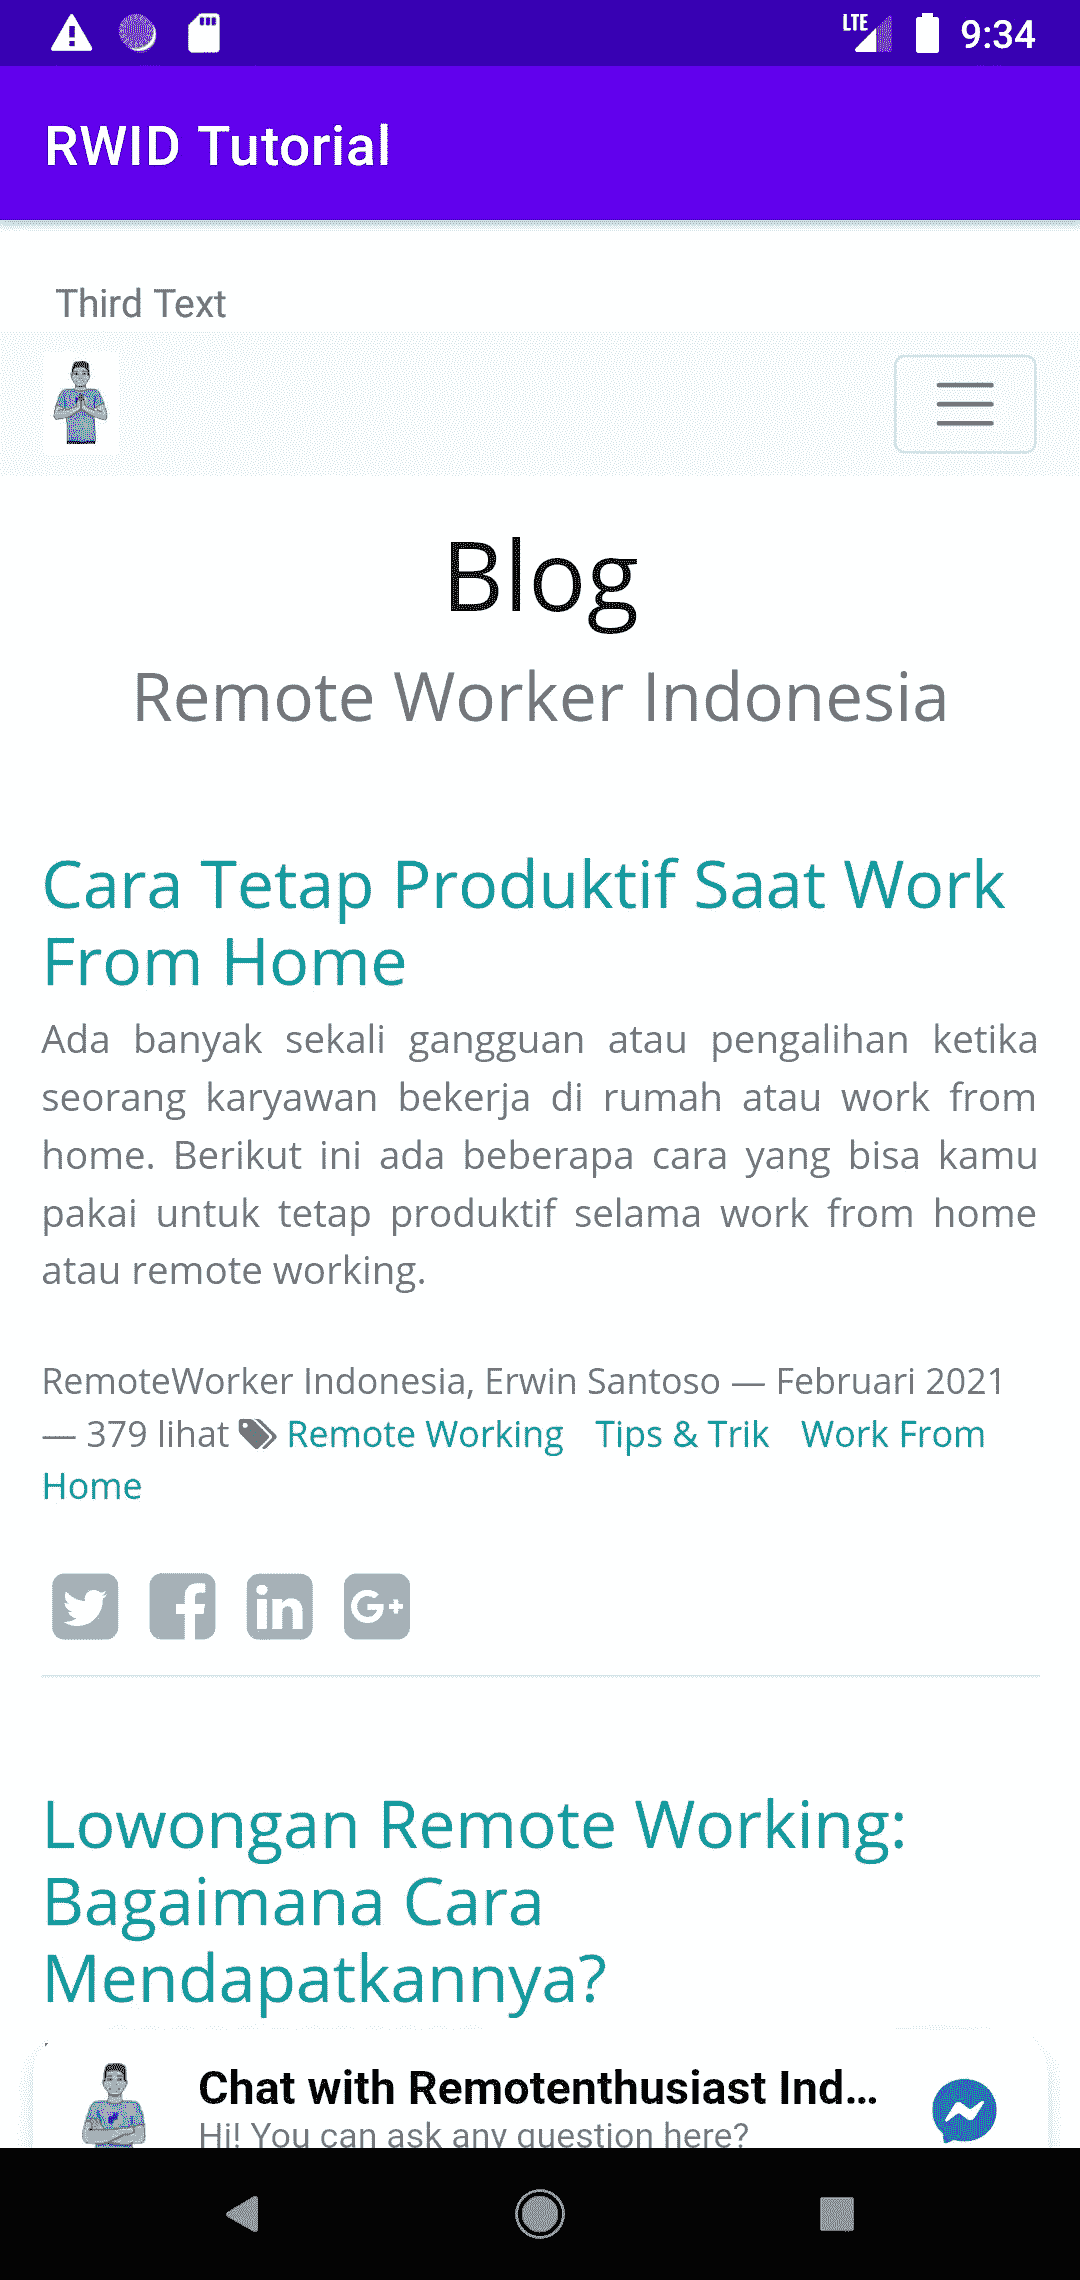 LTE 9:34
RWID Tutorial
Third Text
Blog
Remote Worker Indonesia
Cara Tetap Produktif Saat Work
From Home
Ada banyak sekali gangguan atau pengalihan ketika
seorang karyawan bekerja di rumah atau work from
home. Berikut ini ada beberapa cara yang bisa kamu
pakai untuk tetap produktif selama work from home
atau remote working.
RemoteWorker Indonesia, Erwin Santoso — Februari 2021
— 379 lihat Remote Working Tips & Trik Work From
Home
Lowongan Remote Working:
Bagaimana Cara
Mendapatkannya?
Chat with Remotenthusiast Ind...
Hi! You can ask any question here?